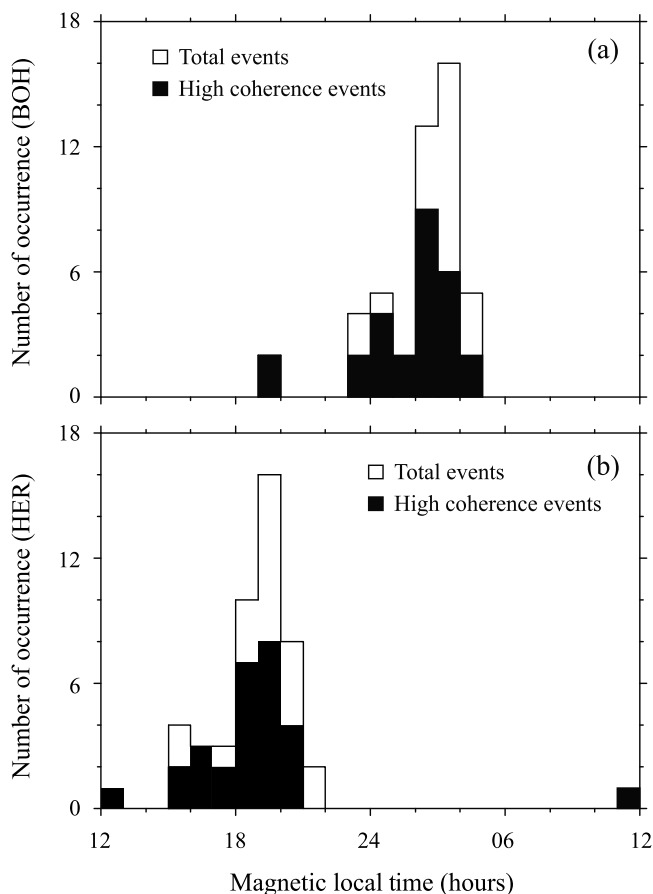 18
12
6
0
Number of occurrence (BOH)
Total events
High coherence events
(a)
18
12
6
0
Number of occurrence (HER)
Total events
High coherence events
(b)
12 18 24 06 12
Magnetic local time (hours)